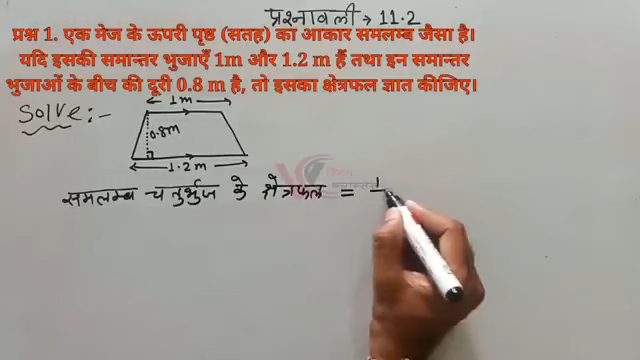 प्रश्नावली → 11.2
प्रश्न 1. एक मेज के ऊपरी पृष्ठ (सतह) का आकार समलम्ब जैसा है।
यदि इसकी समान्तर भुजाएँ 1m और 1.2 m हैं तथा इन समान्तर
भुजाओं के बीच की दूरी 0.8 m है, तो इसका क्षेत्रफल ज्ञात कीजिए।
Solve:-
1m
0.8m
1.2 m
समलम्ब चतुर्भुज के क्षेत्रफल = 1